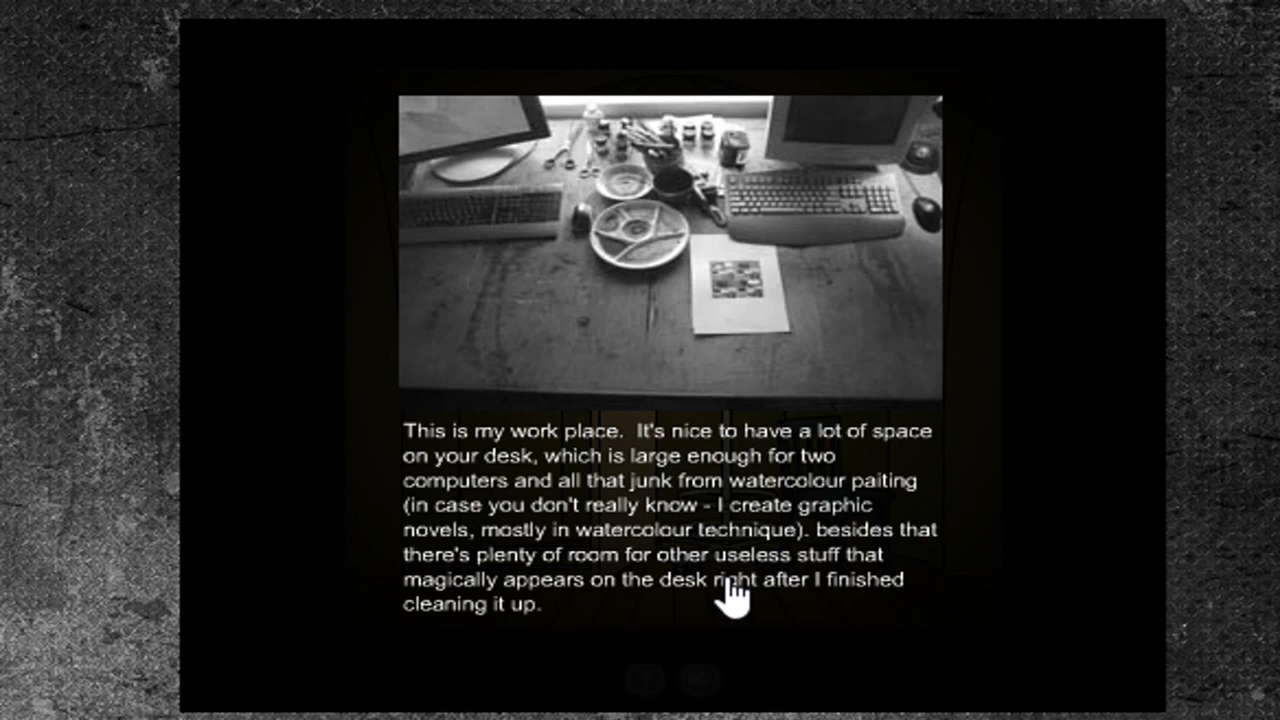 This is my work place.  It's nice to have a lot of space
on your desk, which is large enough for two
computers and all that junk from watercolour paiting
(in case you don't really know - I create graphic
novels, mostly in watercolour technique). besides that
there's plenty of room for other useless stuff that
magically appears on the desk right after I finished
cleaning it up.